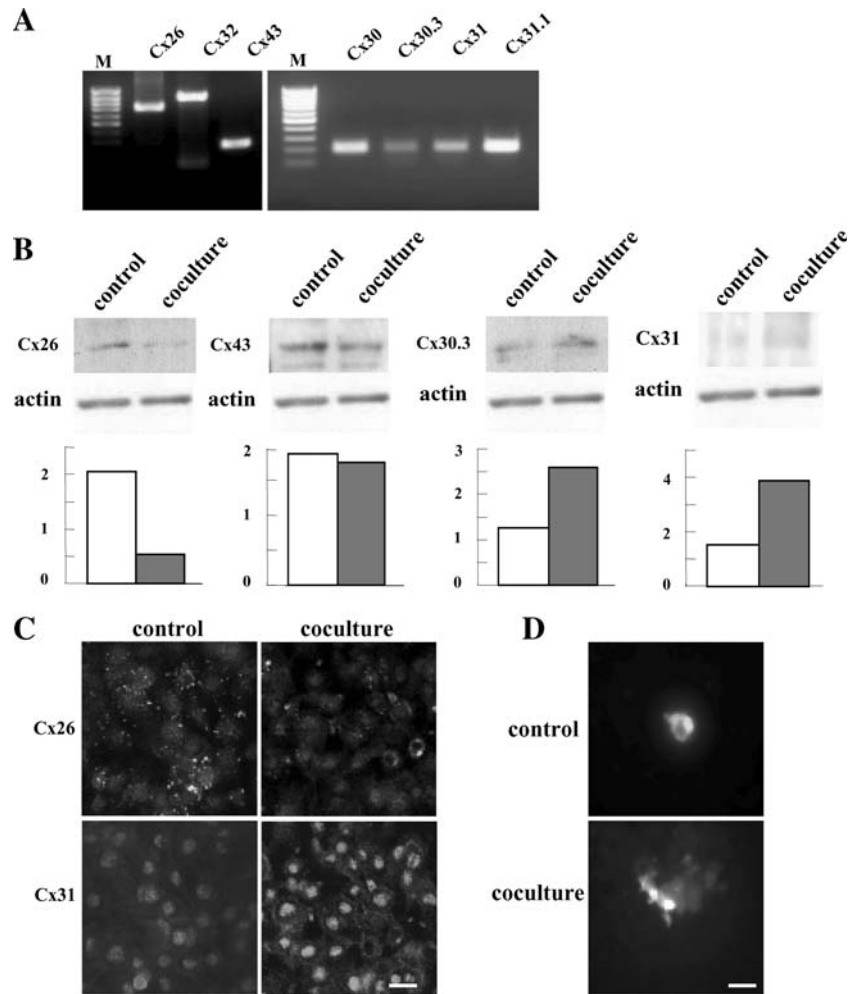 A
M Cx26 Cx32 Cx43 M Cx30 Cx30.3 Cx31 Cx31.1
B
control coculture control coculture control coculture control coculture
Cx26 Cx43 Cx30.3 Cx31
actin actin actin actin
2 1 0
2 1 0
3 2 1 0
4 2 0
C
control coculture
Cx26
Cx31
D
control
coculture